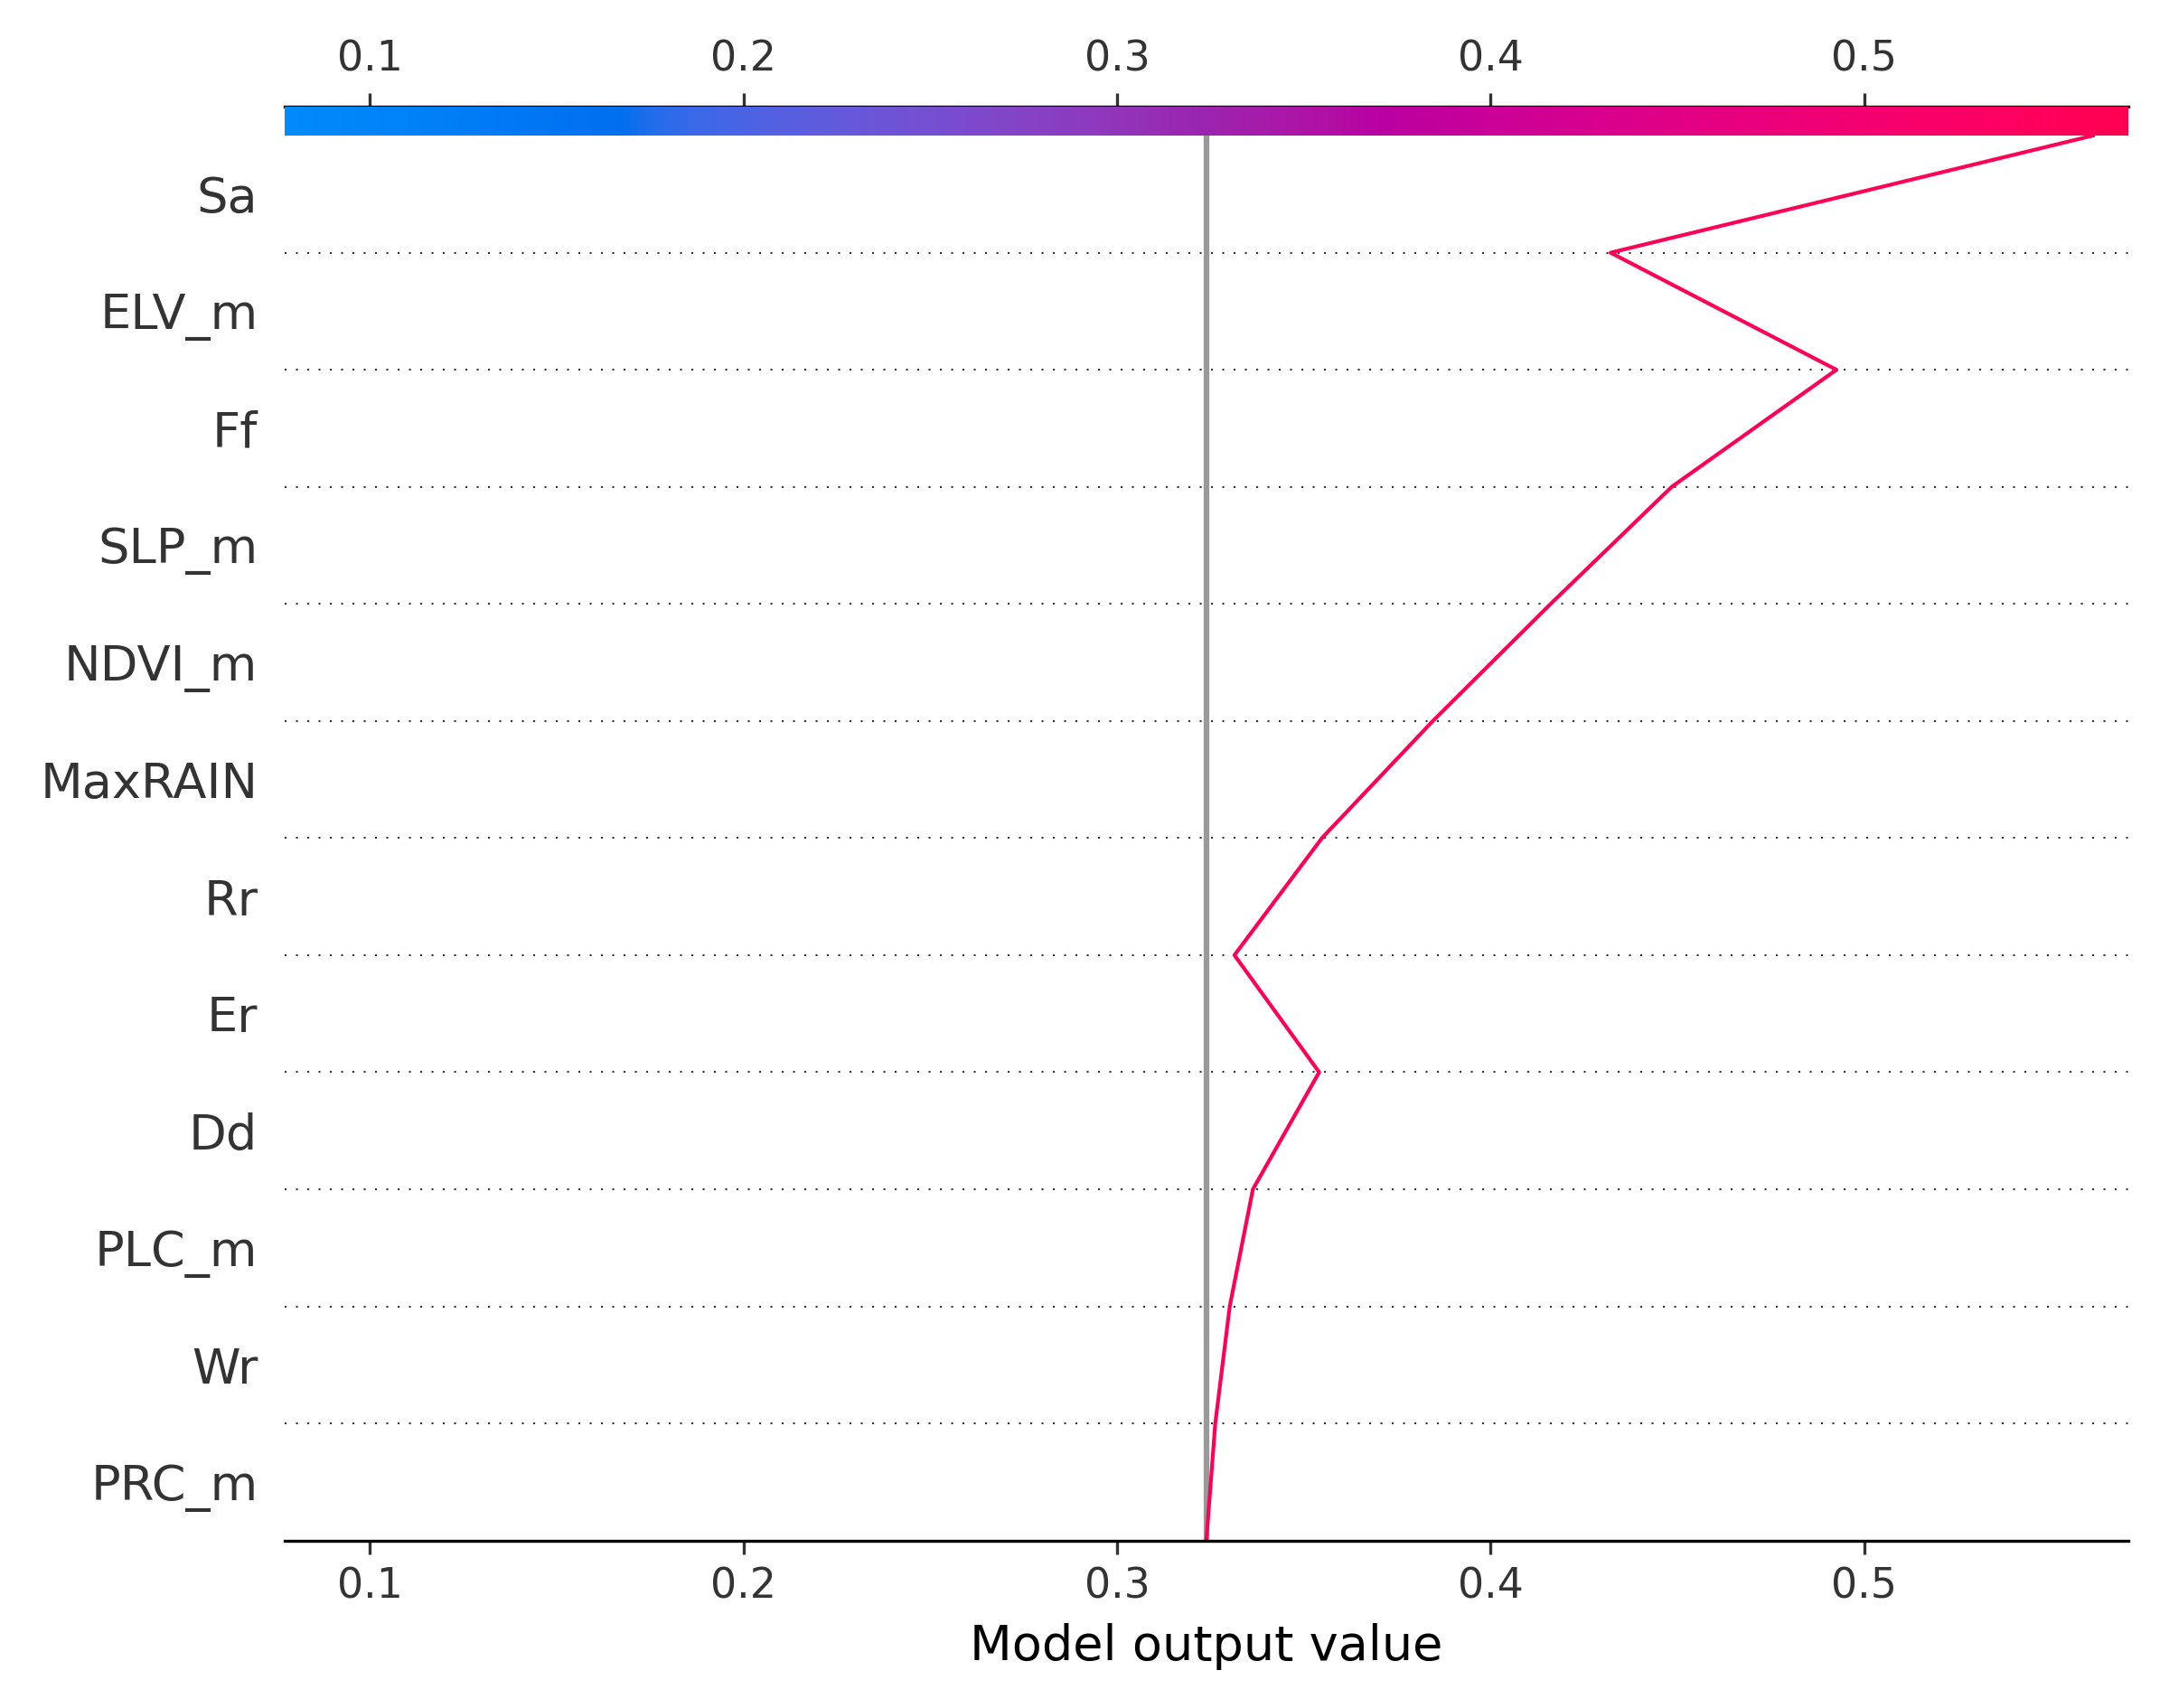 0.1 0.2 0.3 0.4 0.5
Sa
ELV_m
Ff
SLP_m
NDVI_m
MaxRAIN
Rr
Er
Dd
PLC_m
Wr
PRC_m
0.1 0.2 0.3 0.4 0.5
Model output value